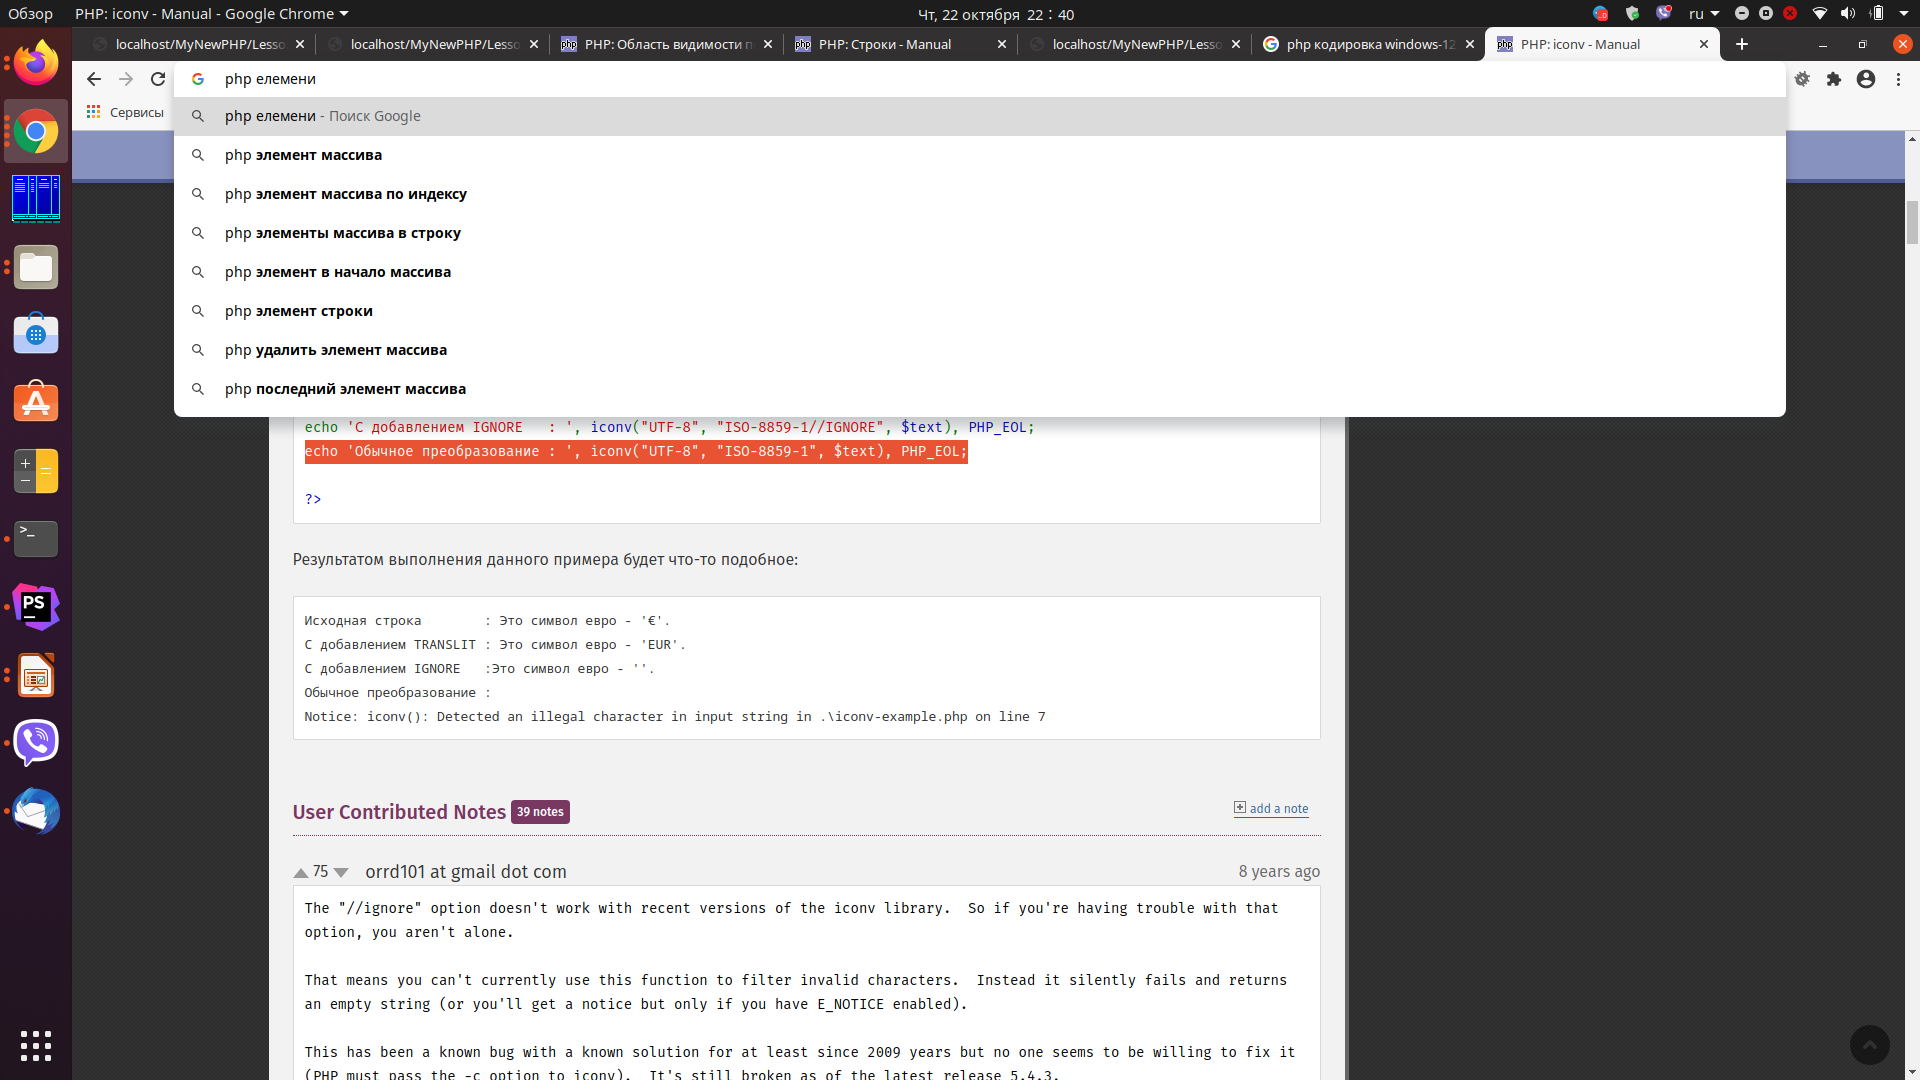 Обзор
PHP: iconv - Manual - Google Chrome
Чт, 22 октября 22 : 40
ru
localhost/MyNewPHP/Lesso
localhost/MyNewPHP/Lesso
PHP: Область видимости п
PHP: Строки - Manual
localhost/MyNewPHP/Lesso
php кодировка windows-12
PHP: iconv - Manual
php елемени
Сервисы
php елемени - Поиск Google
php элемент массива
php элемент массива по индексу
php элементы массива в строку
php элемент в начало массива
php элемент строки
php удалить элемент массива
php последний элемент массива
echo 'С добавлением IGNORE   : ', iconv("UTF-8", "ISO-8859-1//IGNORE", $text), PHP_EOL;
echo 'Обычное преобразование : ', iconv("UTF-8", "ISO-8859-1", $text), PHP_EOL;
?>
Результатом выполнения данного примера будет что-то подобное:
Исходная строка        : Это символ евро - '€'.
С добавлением TRANSLIT : Это символ евро - 'EUR'.
С добавлением IGNORE   :Это символ евро - ''.
Обычное преобразование :
Notice: iconv(): Detected an illegal character in input string in .\iconv-example.php on line 7
User Contributed Notes 39 notes
add a note
75 orrd101 at gmail dot com
8 years ago
The "//ignore" option doesn't work with recent versions of the iconv library.  So if you're having trouble with that
option, you aren't alone.
That means you can't currently use this function to filter invalid characters.  Instead it silently fails and returns
an empty string (or you'll get a notice but only if you have E_NOTICE enabled).
This has been a known bug with a known solution for at least since 2009 years but no one seems to be willing to fix it
(PHP must pass the -c option to iconv).  It's still broken as of the latest release 5.4.3.
PS